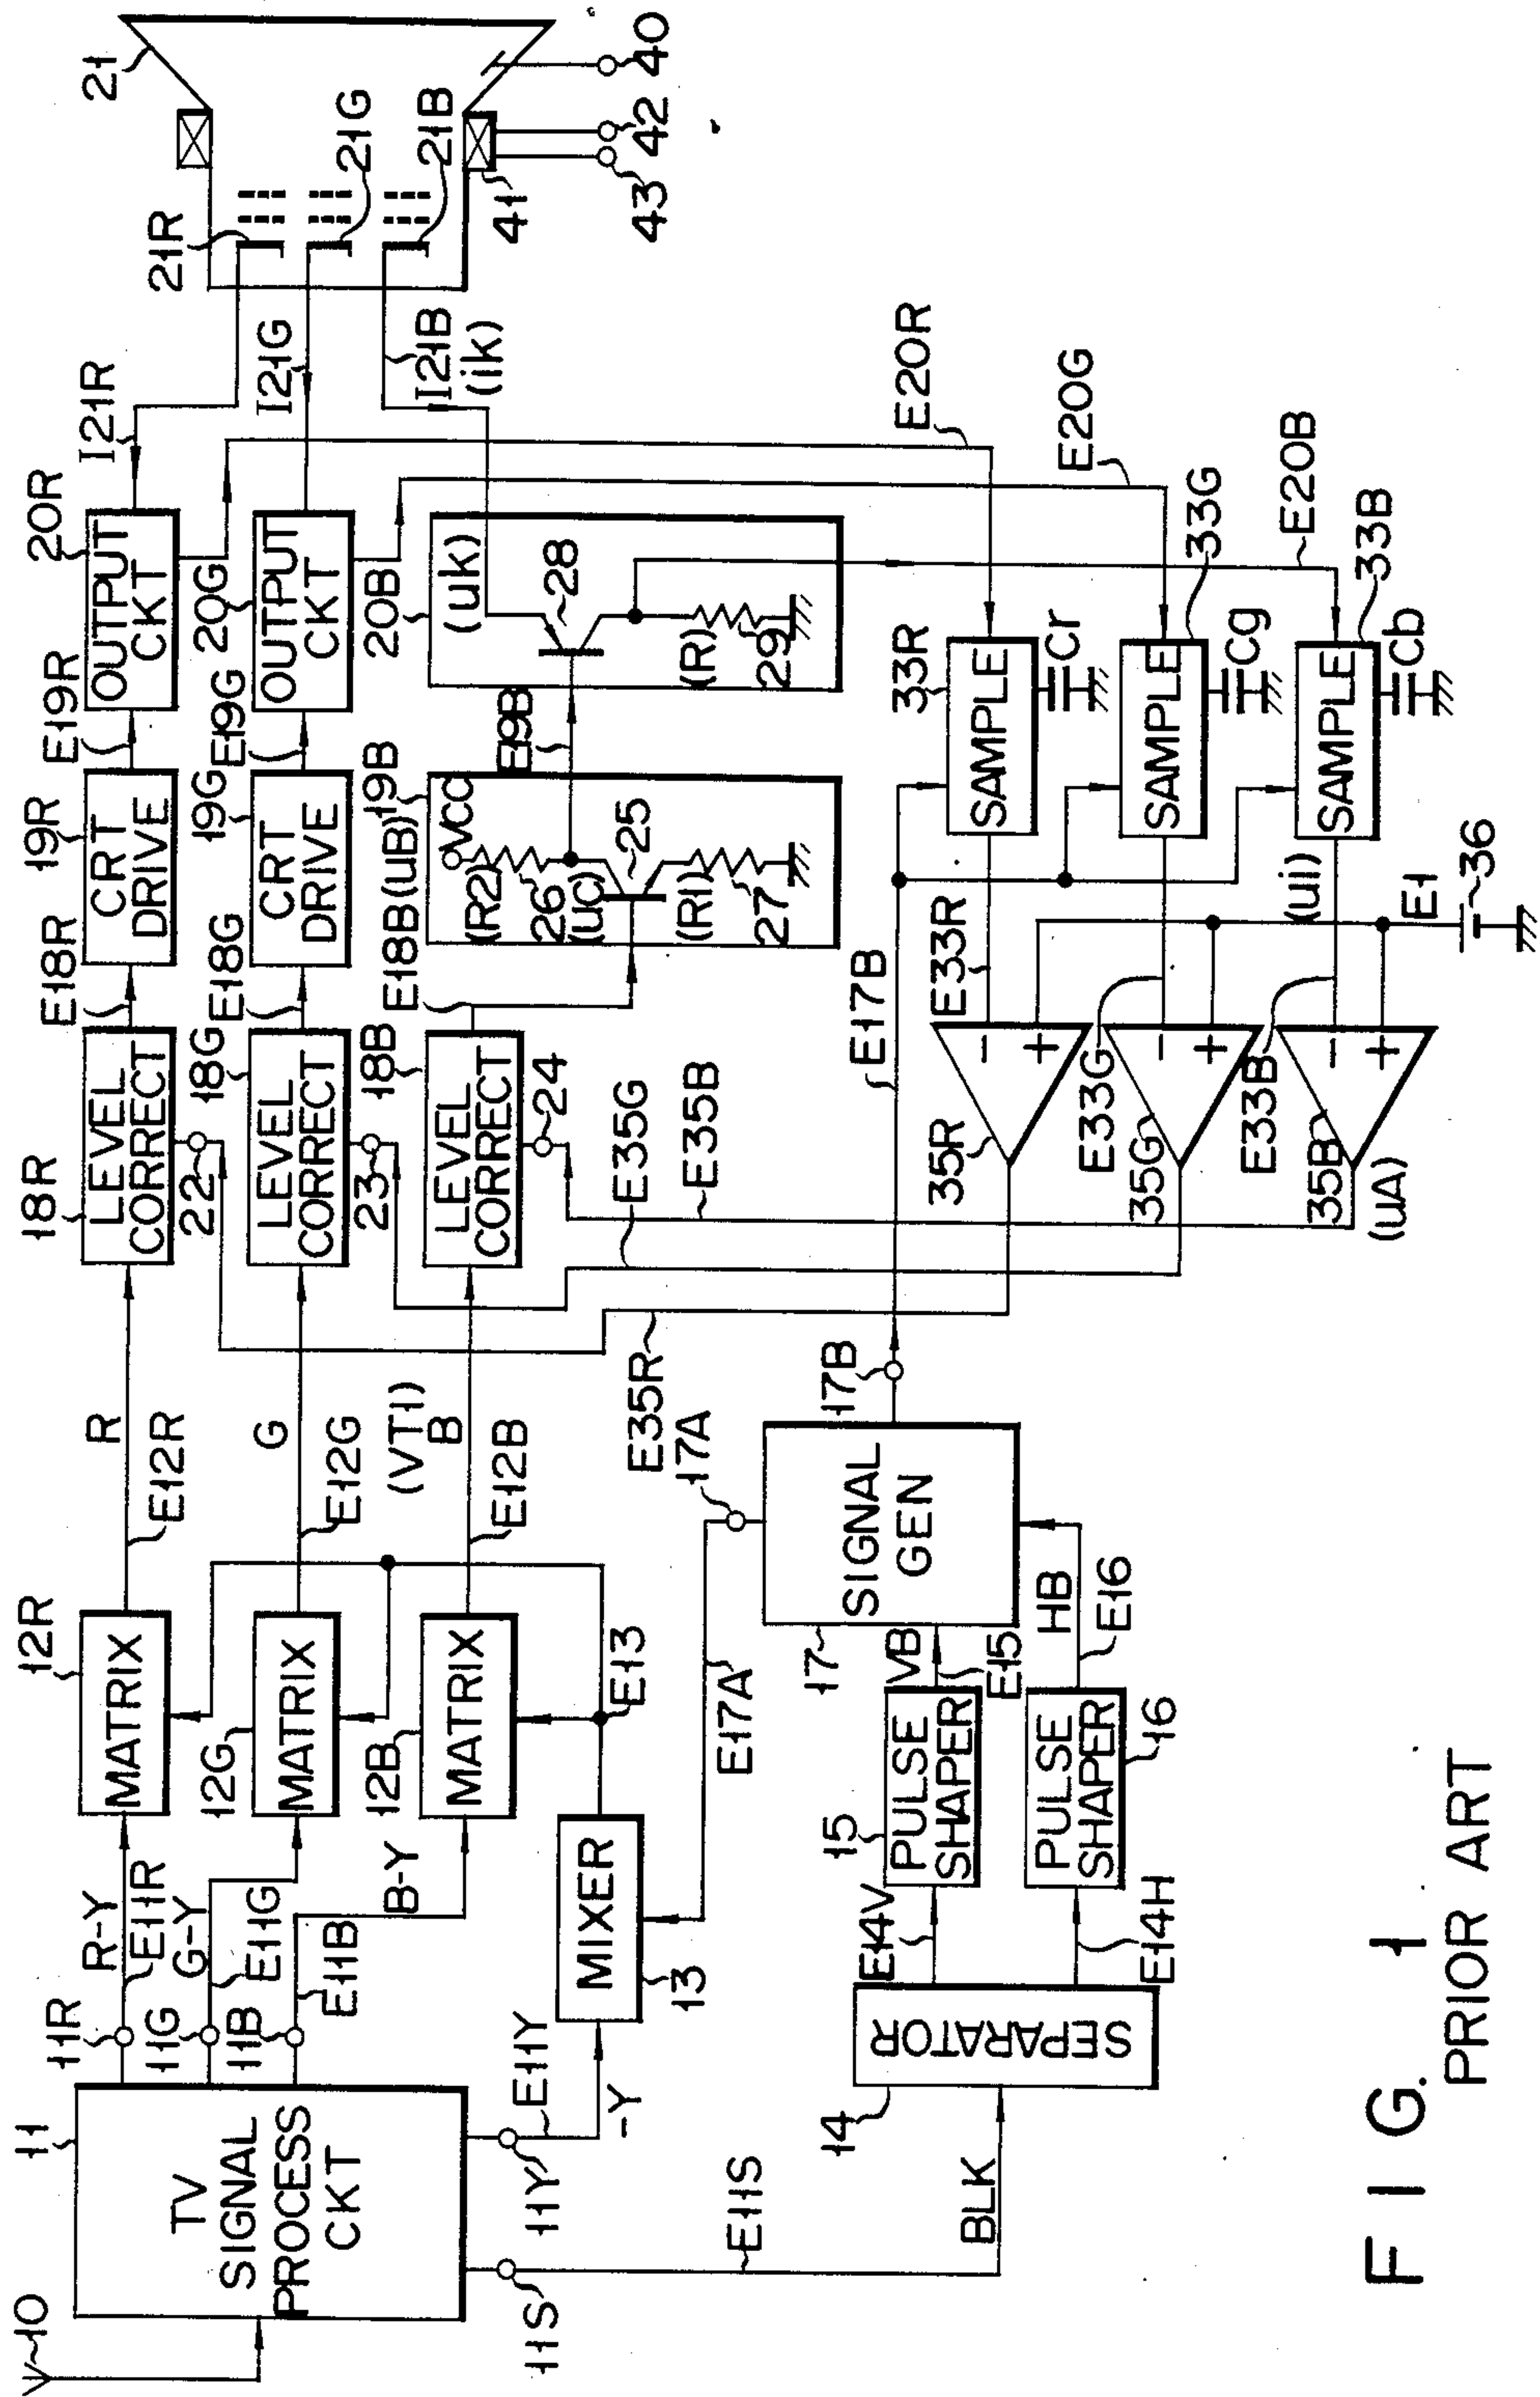 10
11
TV
SIGNAL
PROCESS
CKT
11R
11G
11B
11Y
11S
R-Y
E11R
G-Y
E11G
B-Y
E11B
-Y
E11Y
E11S
BLK
12R
MATRIX
12G
MATRIX
12B
MATRIX
MIXER
13
E13
R
E12R
G
E12G
(VT1)
B
E12B
14
SEPARATOR
E14V
E14H
15
PULSE
SHAPER
PULSE
SHAPER
16
VB
E15
HB
E16
17
SIGNAL
GEN
17A
E17A
17B
E17B
18R
LEVEL
CORRECT
22
18G
LEVEL
CORRECT
23
18B
LEVEL
CORRECT
24
E35R
E35G
E35B
E18R
E18G
E18B(uB)
19R
CRT
DRIVE
19G
CRT
DRIVE
19B
Vcc
(R2)
26
(uc)
25
(R1)
27
E19R
E19G
E19B
20R
OUTPUT
CKT
20G
OUTPUT
CKT
20B
(uk)
28
(R)
29
I21R
I21G
I21B
(ik)
21
21R
21G
21B
41
43
42
40
E20R
E20G
E20B
33R
SAMPLE
Cr
33G
SAMPLE
Cg
33B
SAMPLE
Cb
E33R
E33G
E33B
(ui)
E1
36
35R
-
+
35G
-
+
35B
(uA)
-
+
FIG. 1
PRIOR ART